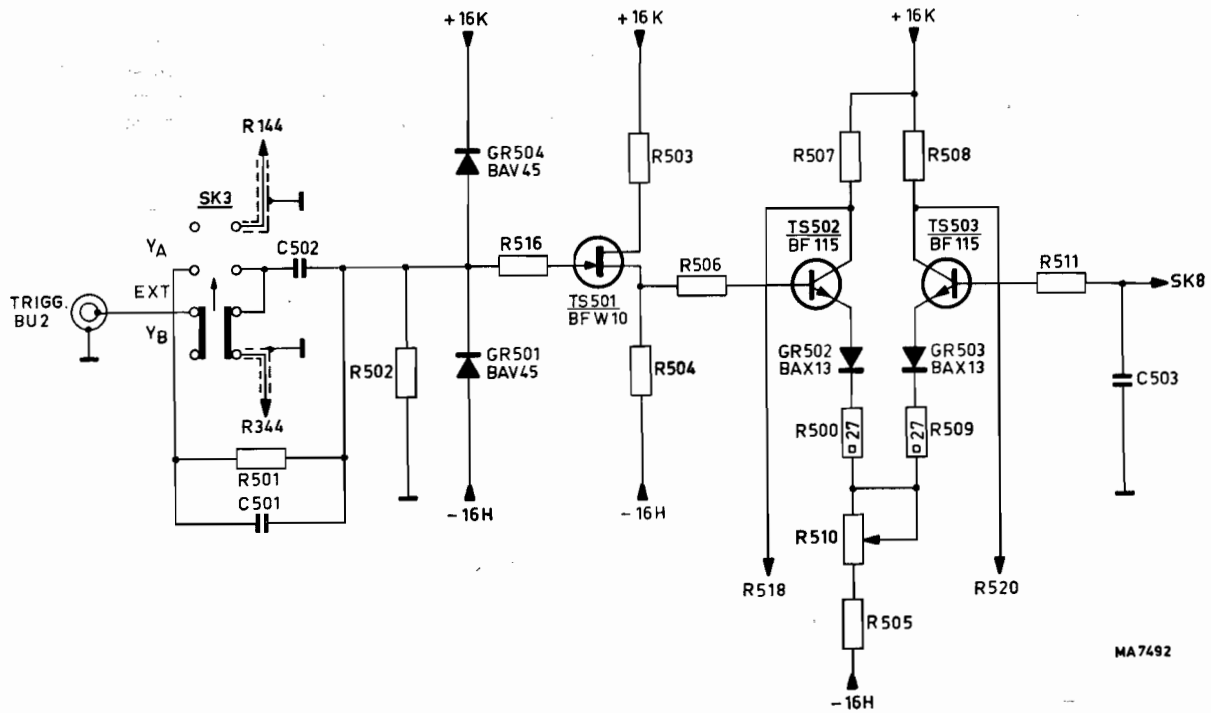 +16K
+16K
+16K
R144
SK3
YA
EXT
YB
TRIGG.
BU2
C502
R344
R501
C501
GR504
BAV45
R516
R502
GR501
BAV45
-16H
R503
TS501
BFW10
R506
R504
-16H
R507
R508
TS502
BF115
TS503
BF115
R511
SK8
GR502
BAX13
GR503
BAX13
C503
R500
27
27
R509
R510
R518
R520
R505
-16H
MA7492